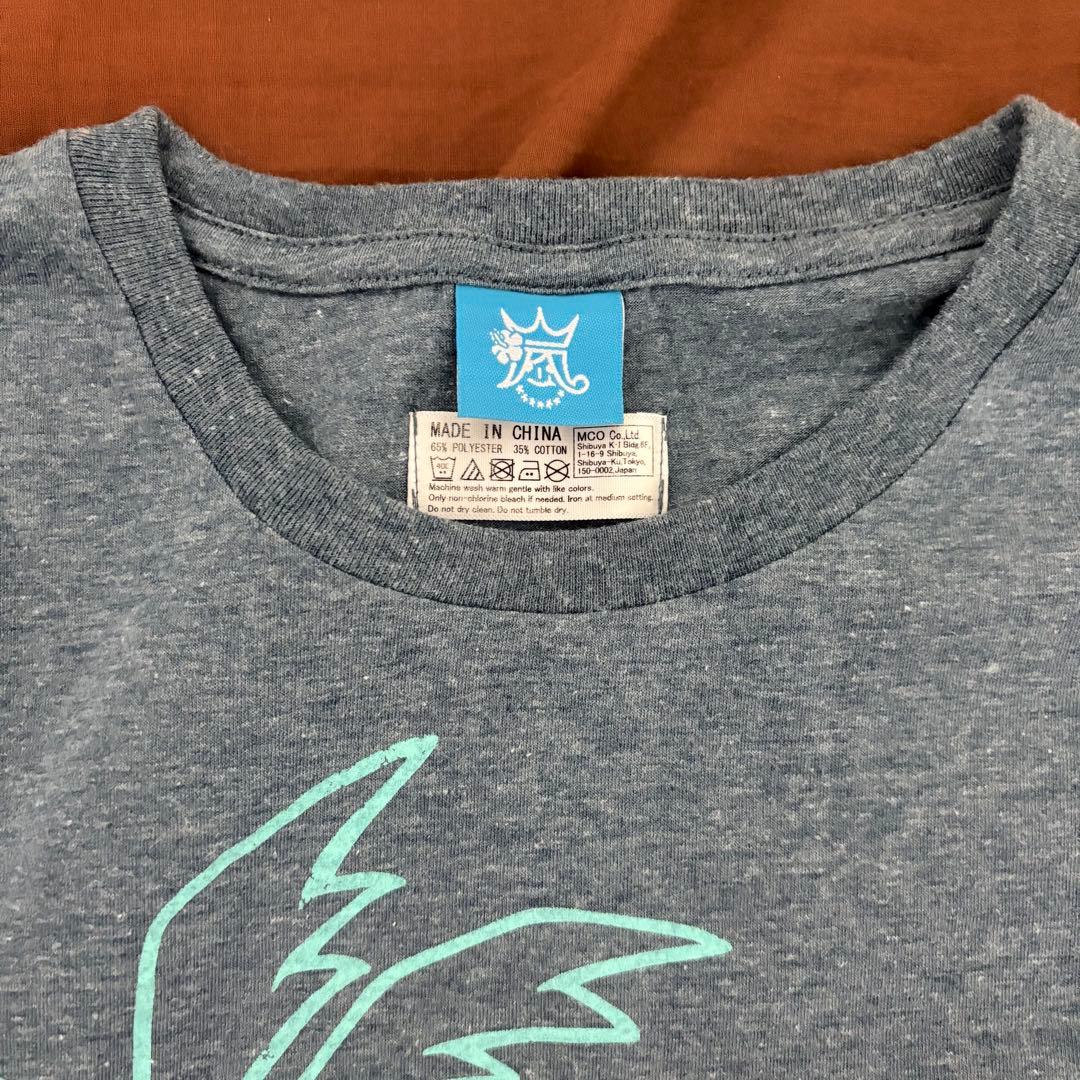 MADE IN CHINA
65% POLYESTER 35% COTTON
40C
Machine wash warm gentle with like colors.
Only non-chlorine bleach if needed. Iron at medium setting.
Do not dry clean. Do not tumble dry.
MCO Co.,Ltd
Shibuya K・I Bldg.6F,
1-16-9 Shibuya,
Shibuya-Ku,Tokyo,
150-0002,Japan